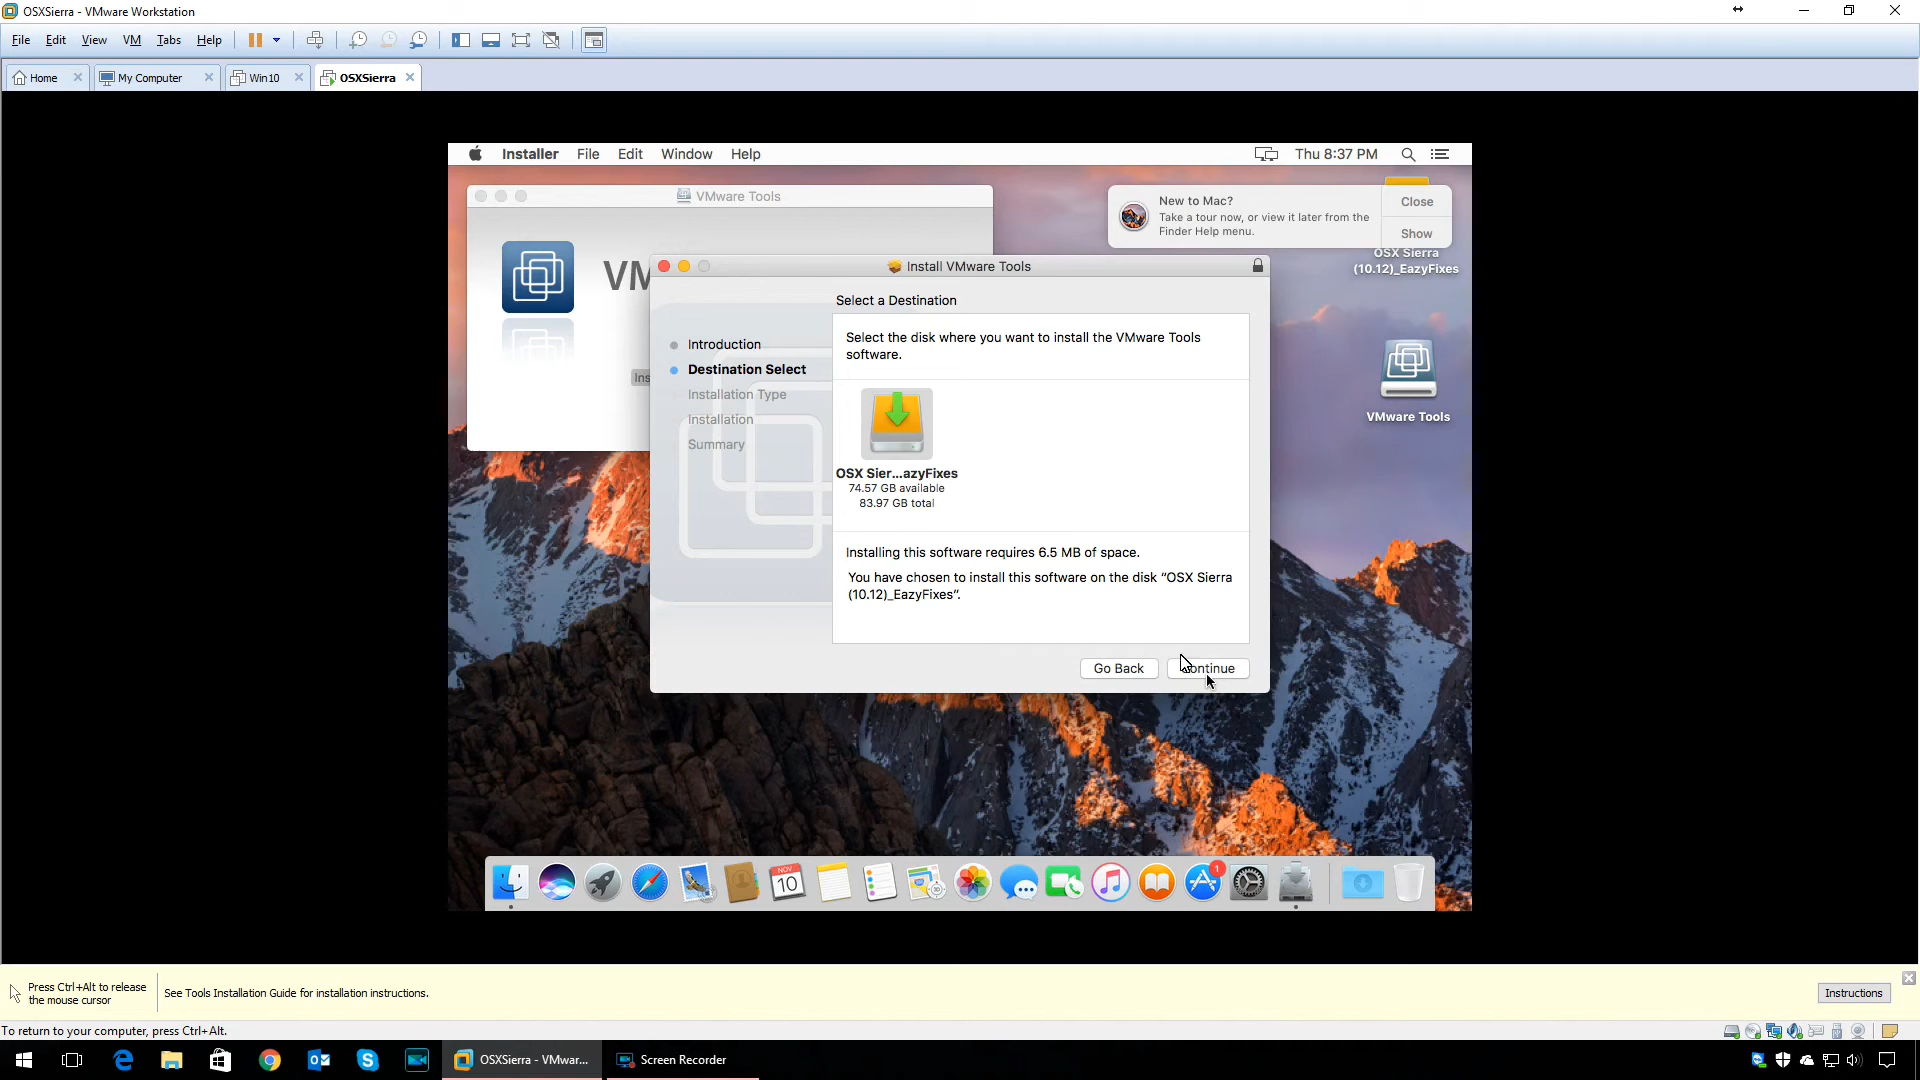 OSXSierra - VMware Workstation
File Edit View VM Tabs Help
Home My Computer Win10 OSXSierra
Installer File Edit Window Help Thu 8:37 PM
VMware Tools
New to Mac?
Take a tour now, or view it later from the
Finder Help menu.
Close
Show
OSX Sierra
(10.12)_EazyFixes
VM
Ins
VMware Tools
Install VMware Tools
Select a Destination
Introduction
Destination Select
Installation Type
Installation
Summary
Select the disk where you want to install the VMware Tools
software.
OSX Sier...azyFixes
74.57 GB available
83.97 GB total
Installing this software requires 6.5 MB of space.
You have chosen to install this software on the disk “OSX Sierra
(10.12)_EazyFixes”.
Go Back Continue
NOV
10
3D
1
Press Ctrl+Alt to release
the mouse cursor
See Tools Installation Guide for installation instructions.
Instructions
To return to your computer, press Ctrl+Alt.
OSXSierra - VMwar... Screen Recorder